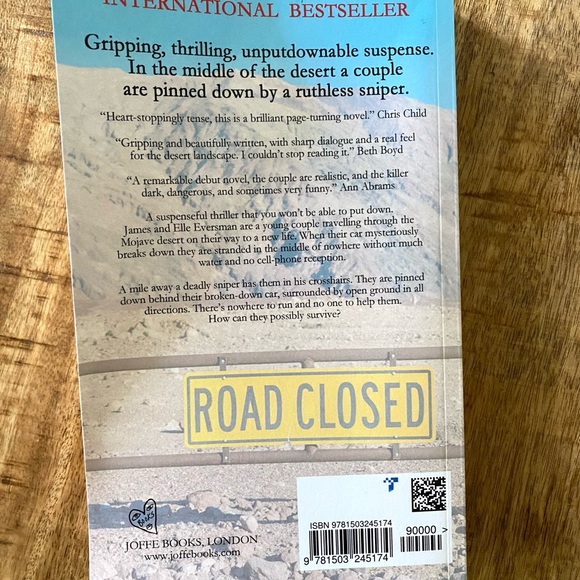 INTERNATIONAL BESTSELLER
Gripping, thrilling, unputdownable suspense.
In the middle of the desert a couple
are pinned down by a ruthless sniper.
“Heart-stoppingly tense, this is a brilliant page-turning novel.” Chris Child
“Gripping and beautifully written, with sharp dialogue and a real feel
for the desert landscape. I couldn't stop reading it.” Beth Boyd
“A remarkable debut novel, the couple are realistic, and the killer
dark, dangerous, and sometimes very funny.” Ann Abrams
A suspenseful thriller that you won't be able to put down.
James and Elle Eversman are a young couple travelling through the
Mojave desert on their way to a new life. When their car mysteriously
breaks down they are stranded in the middle of nowhere without much
water and no cell-phone reception.
A mile away a deadly sniper has them in his crosshairs. They are pinned
down behind their broken-down car, surrounded by open ground in all
directions. There's nowhere to run and no one to help them.
How can they possibly survive?
ROAD CLOSED
BOOKS
JOFFE BOOKS, LONDON
www.joffebooks.com
ISBN 9781503245174
90000 >
9 781503 245174